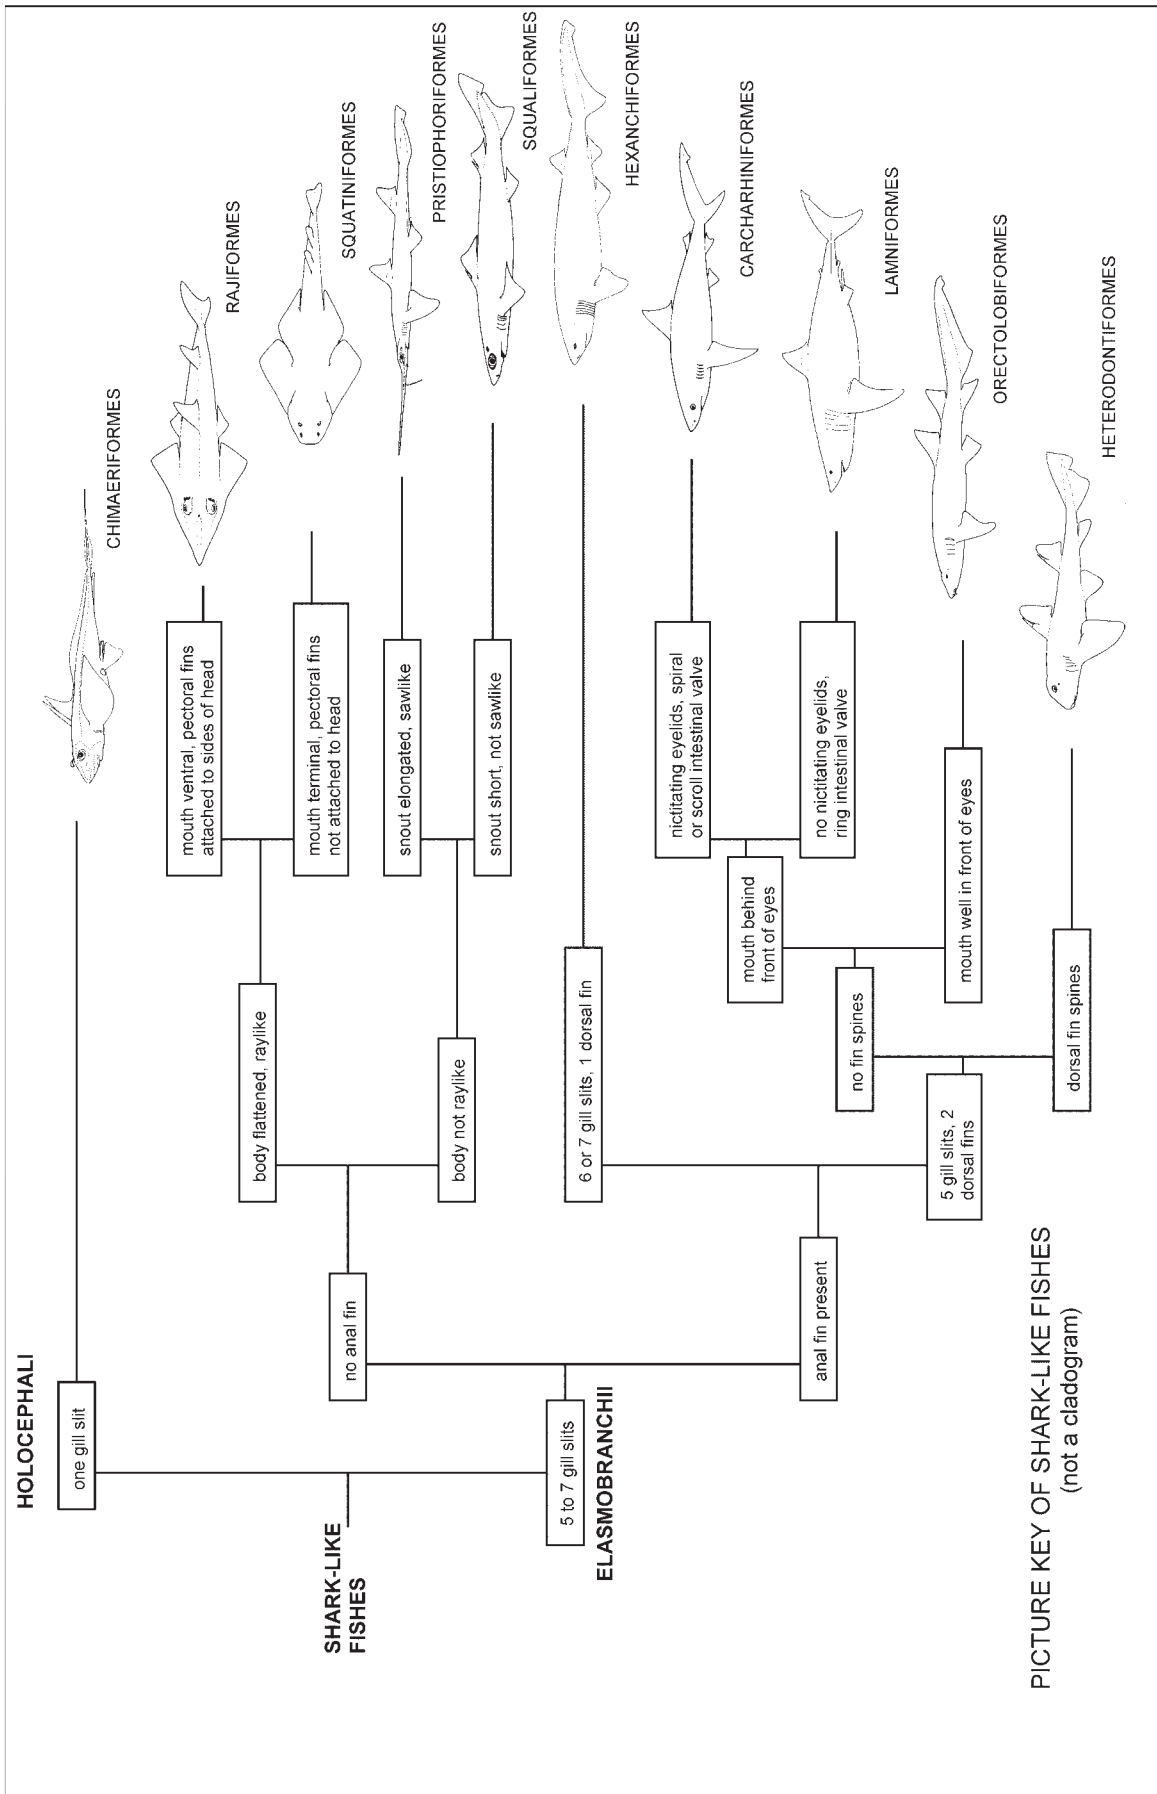 HOLOCEPHALI
one gill slit
CHIMAERIFORMES
SHARK-LIKE
FISHES
5 to 7 gill slits
ELASMOBRANCHII
no anal fin
body flattened, raylike
mouth ventral, pectoral fins
attached to sides of head
RAJIFORMES
mouth terminal, pectoral fins
not attached to head
SQUATINIFORMES
body not raylike
snout elongated, sawlike
PRISTIOPHORIFORMES
snout short, not sawlike
SQUALIFORMES
anal fin present
6 or 7 gill slits, 1 dorsal fin
HEXANCHIFORMES
5 gill slits, 2
dorsal fins
no fin spines
mouth behind
front of eyes
nictitating eyelids, spiral
or scroll intestinal valve
CARCHARHINIFORMES
no nictitating eyelids,
ring intestinal valve
LAMNIFORMES
mouth well in front of eyes
ORECTOLOBIFORMES
dorsal fin spines
HETERODONTIFORMES
PICTURE KEY OF SHARK-LIKE FISHES
(not a cladogram)